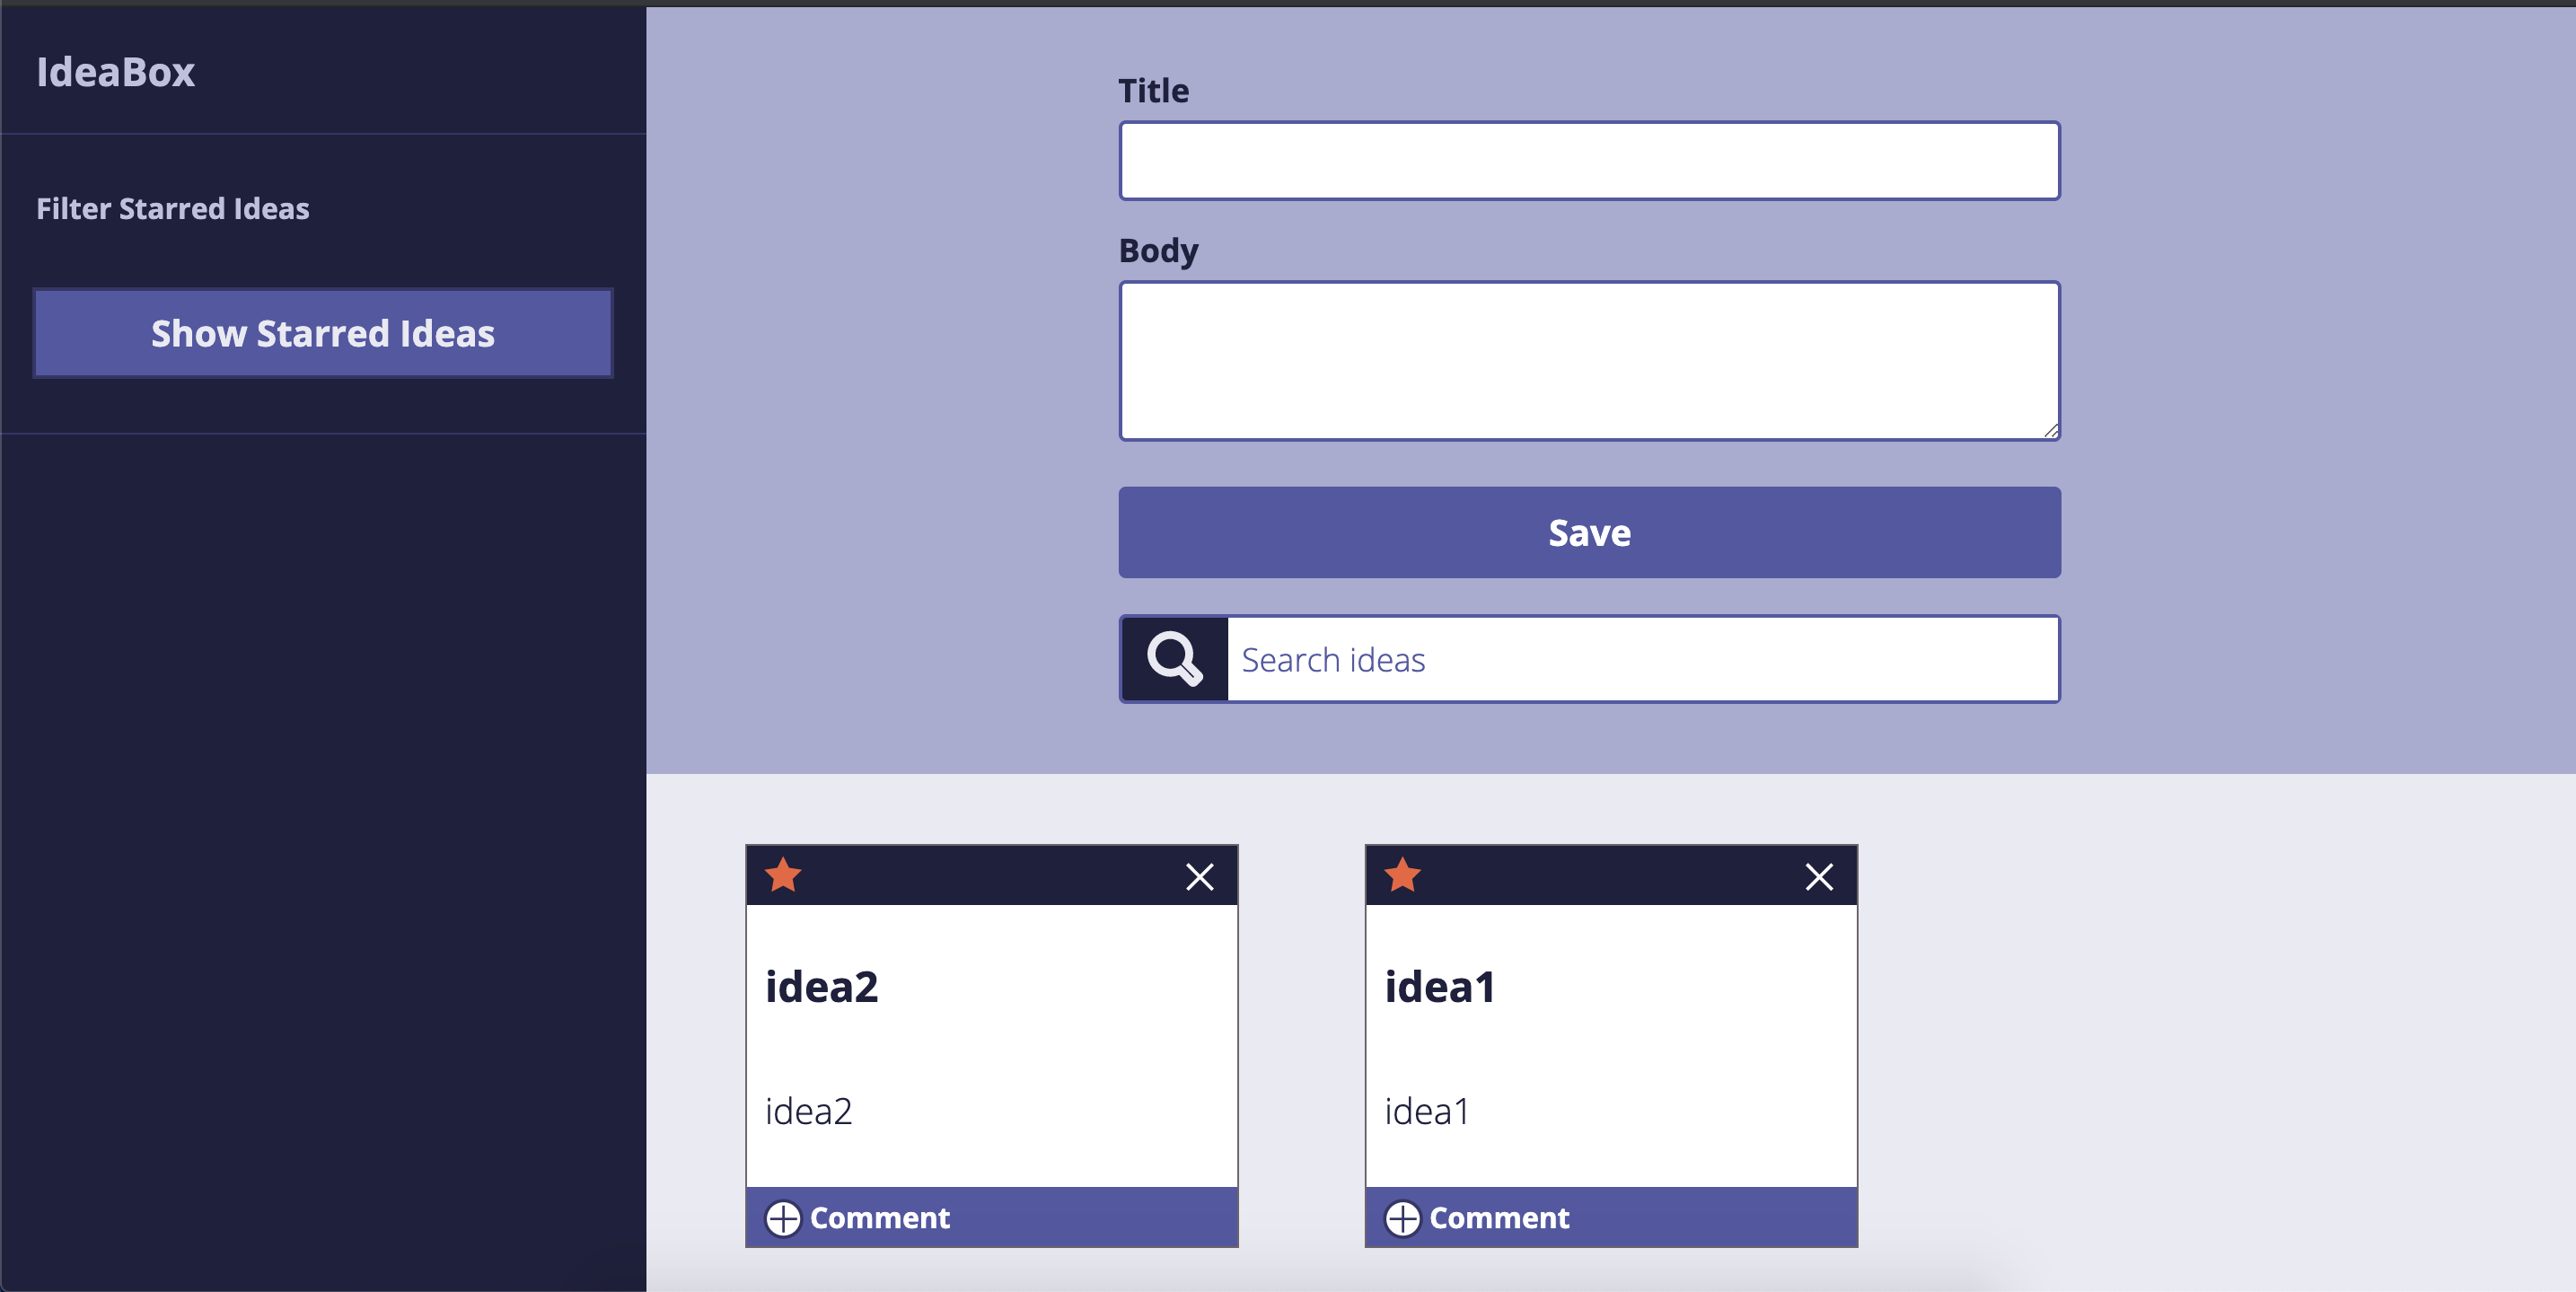 IdeaBox
Filter Starred Ideas
Show Starred Ideas
Title
Body
Save
Search ideas
idea2
idea2
Comment
idea1
idea1
Comment